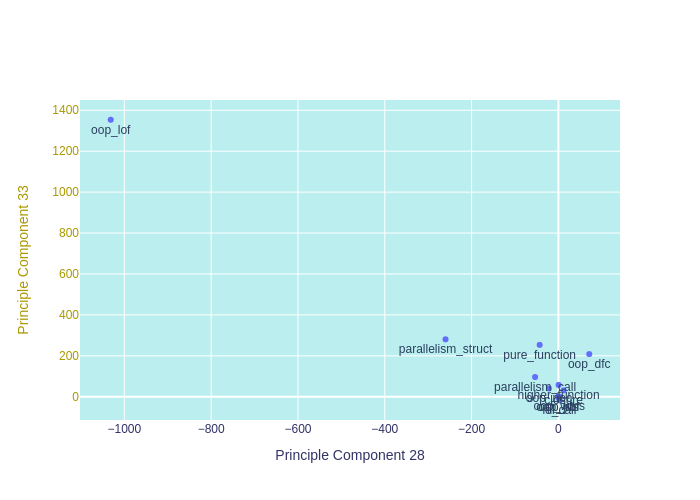 1400
1200
1000
800
600
400
200
0
Principle Component 33
oop_lof
parallelism_struct
pure_function
oop_dfc
parallelism_call
higher_function
−1000
−800
−600
−400
−200
0
Principle Component 28